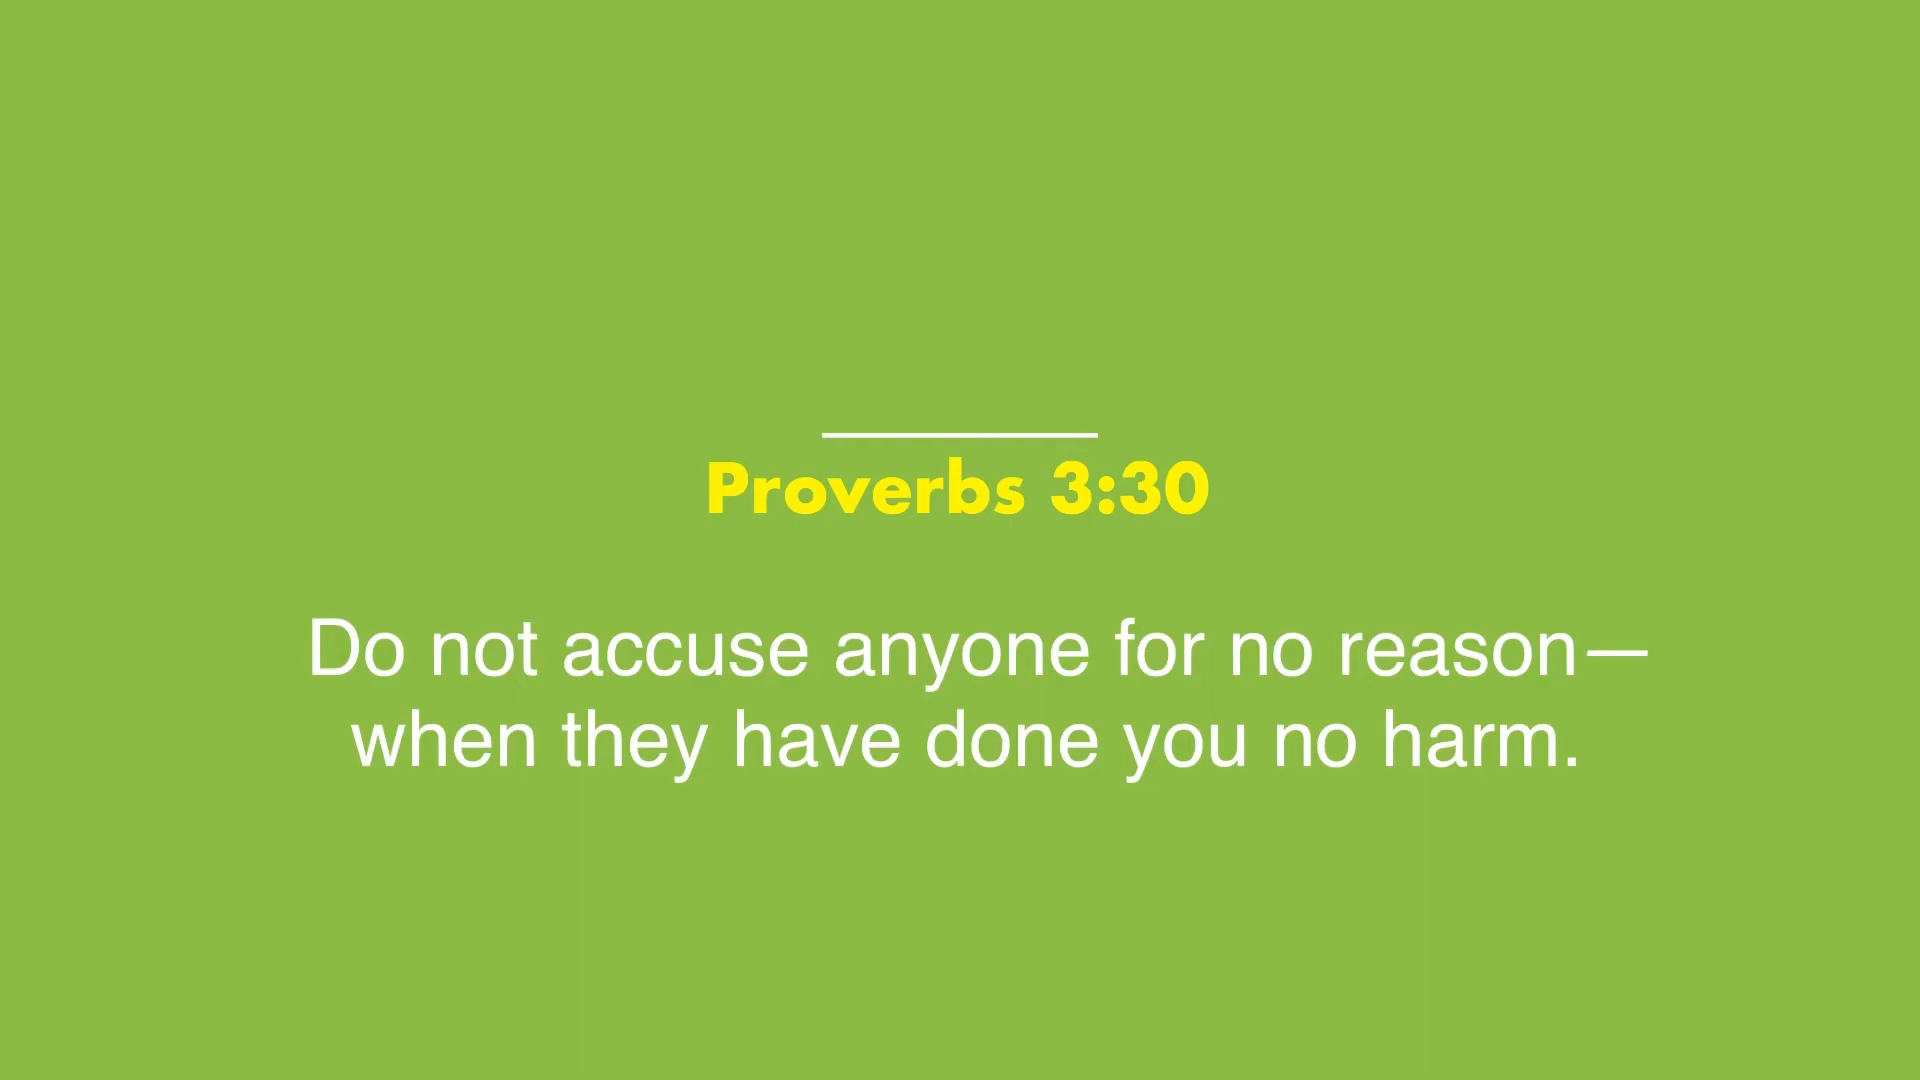 Proverbs 3:30
Do not accuse anyone for no reason—
when they have done you no harm.